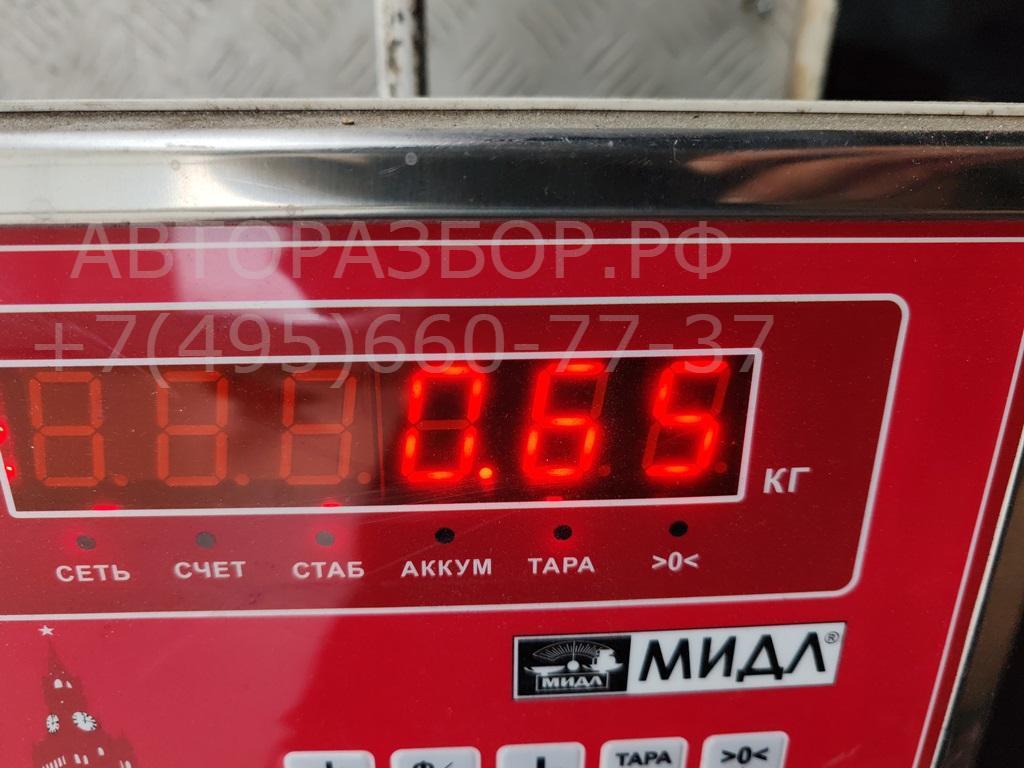 АВТОРАЗБОР.РФ
+7(495)660-77-37
0.65
КГ
СЕТЬ СЧЕТ СТАБ АККУМ ТАРА >0<
МИДЛ МИДЛ®
ТАРА >0<